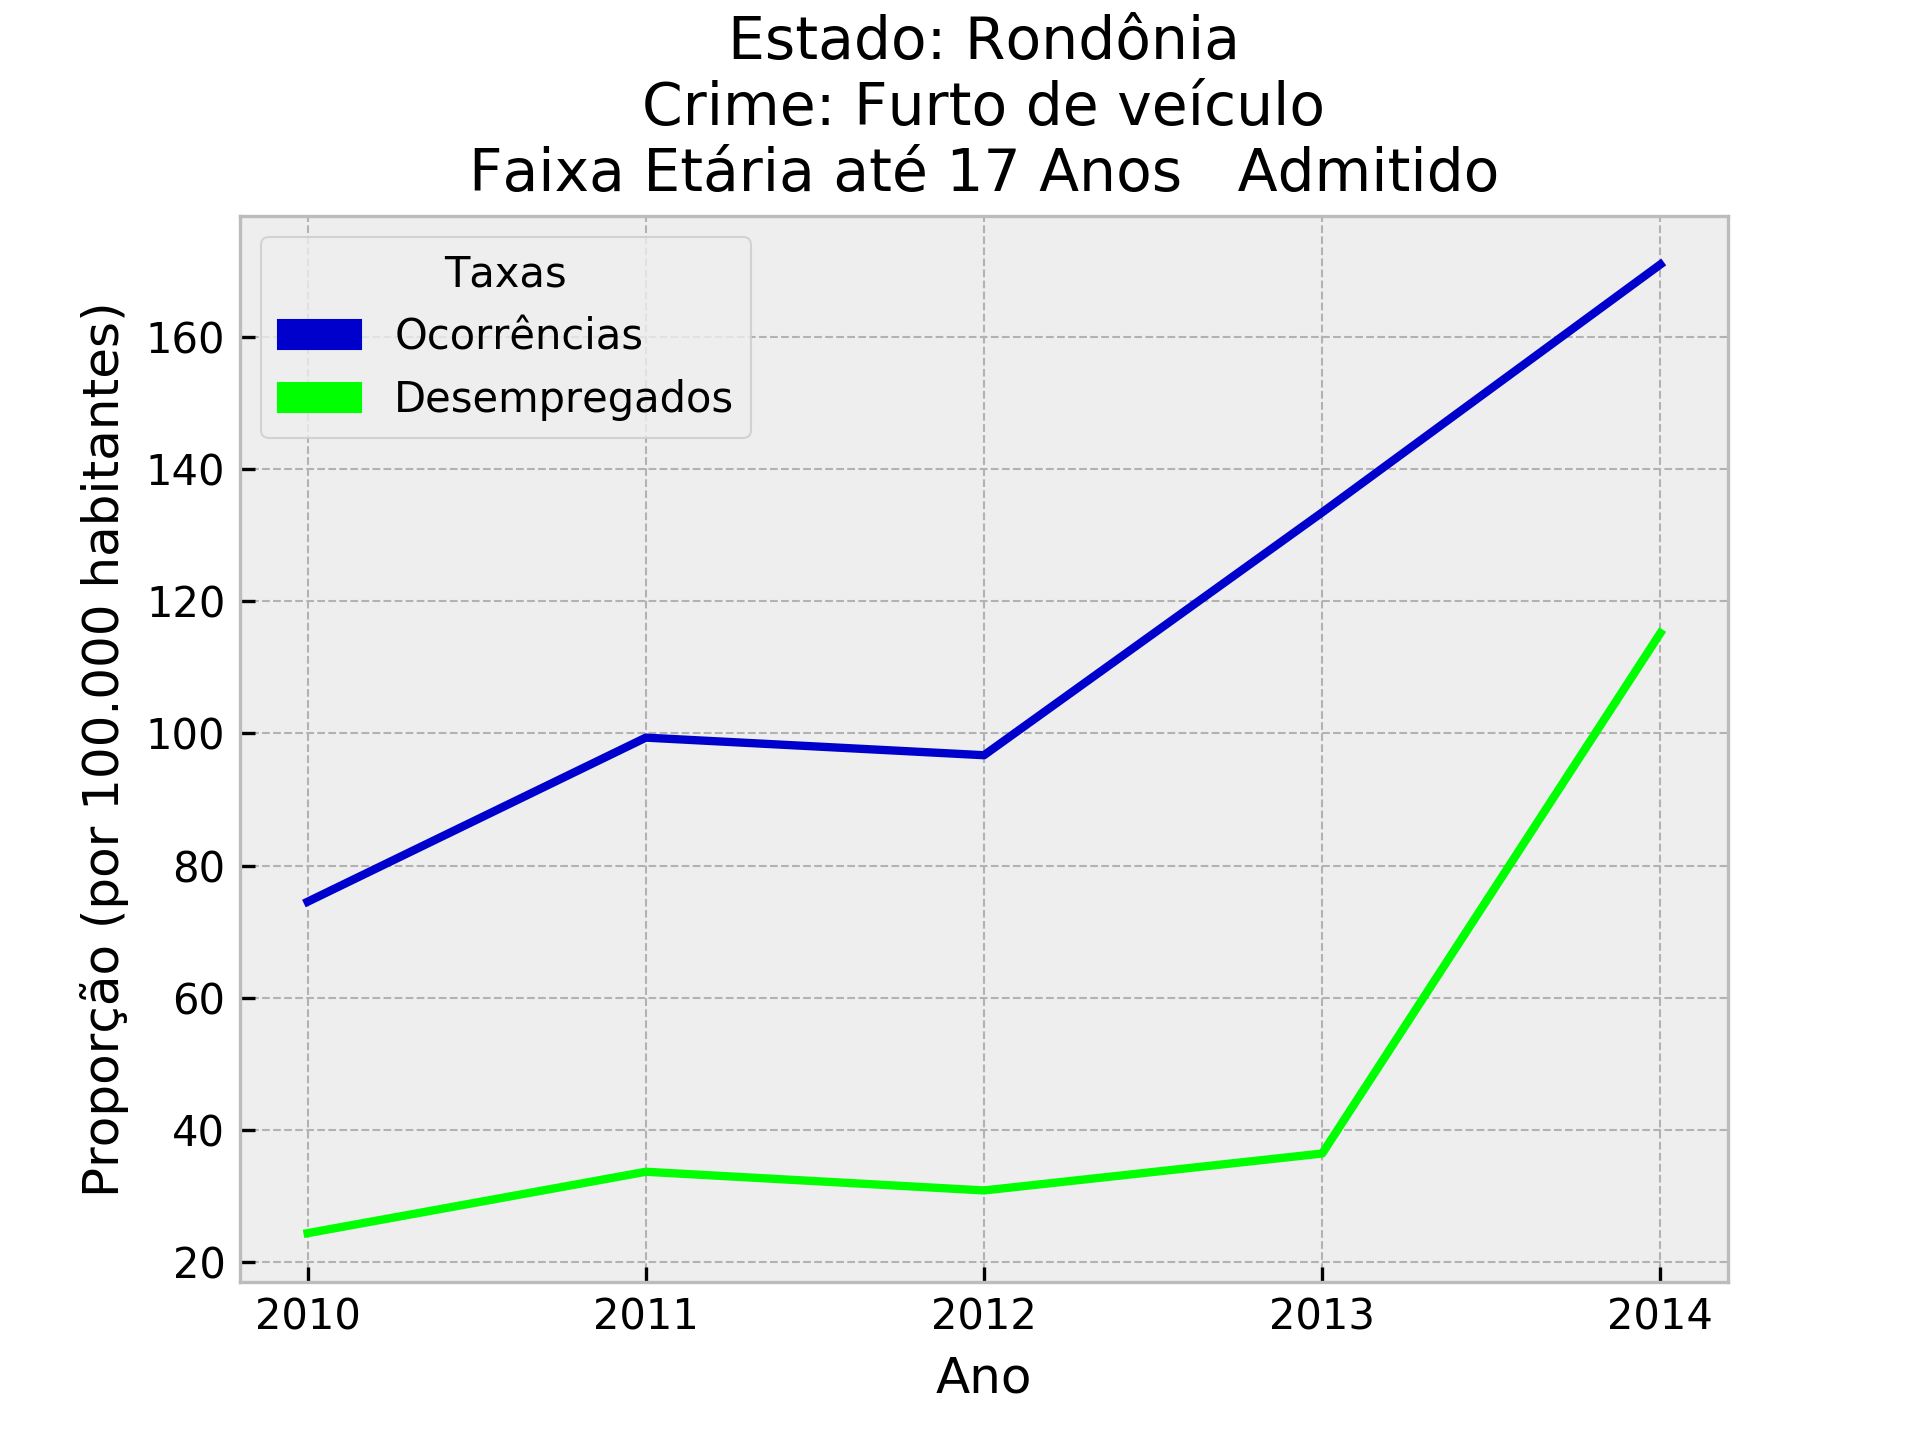 Estado: Rondônia
Crime: Furto de veículo
Faixa Etária até 17 Anos   Admitido
Taxas
Ocorrências
Desempregados
Proporção (por 100.000 habitantes)
160
140
120
100
80
60
40
20
2010 2011 2012 2013 2014
Ano